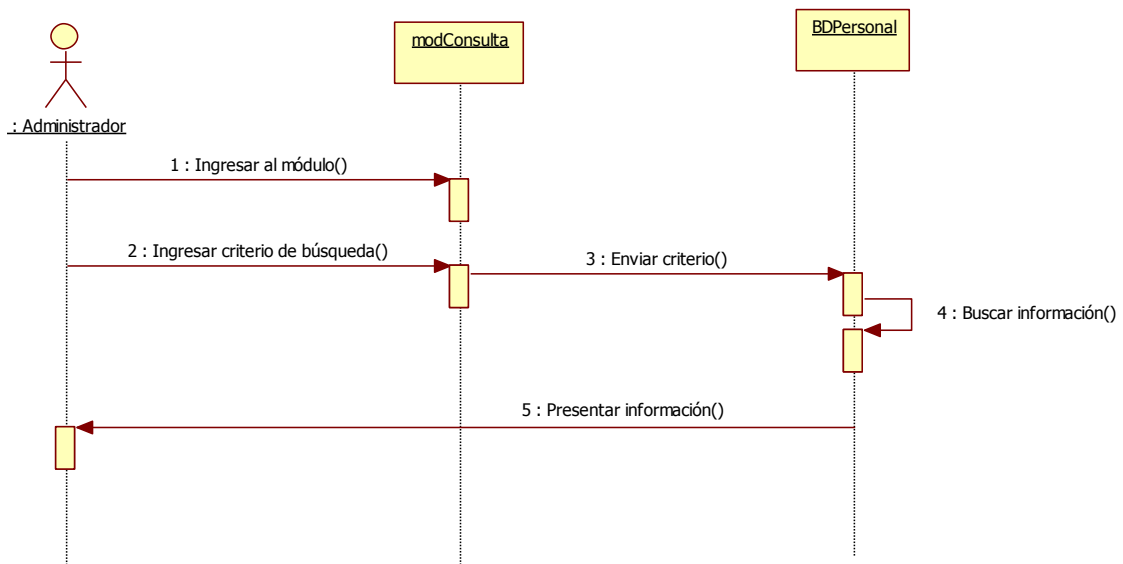 modConsulta
BDPersonal
: Administrador
1 : Ingresar al módulo()
2 : Ingresar criterio de búsqueda()
3 : Enviar criterio()
4 : Buscar información()
5 : Presentar información()